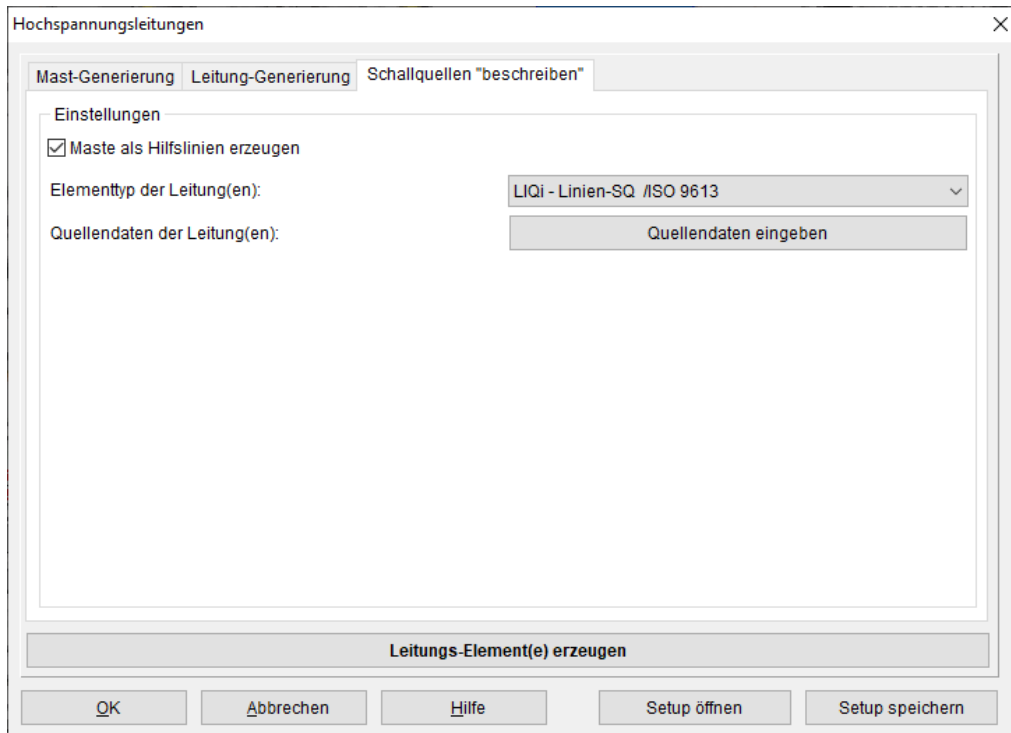 Hochspannungsleitungen
Mast-Generierung Leitung-Generierung Schallquellen "beschreiben"
Einstellungen
Maste als Hilfslinien erzeugen
Elementtyp der Leitung(en): LIQi - Linien-SQ /ISO 9613
Quellendaten der Leitung(en): Quellendaten eingeben
Leitungs-Element(e) erzeugen
OK Abbrechen Hilfe Setup öffnen Setup speichern